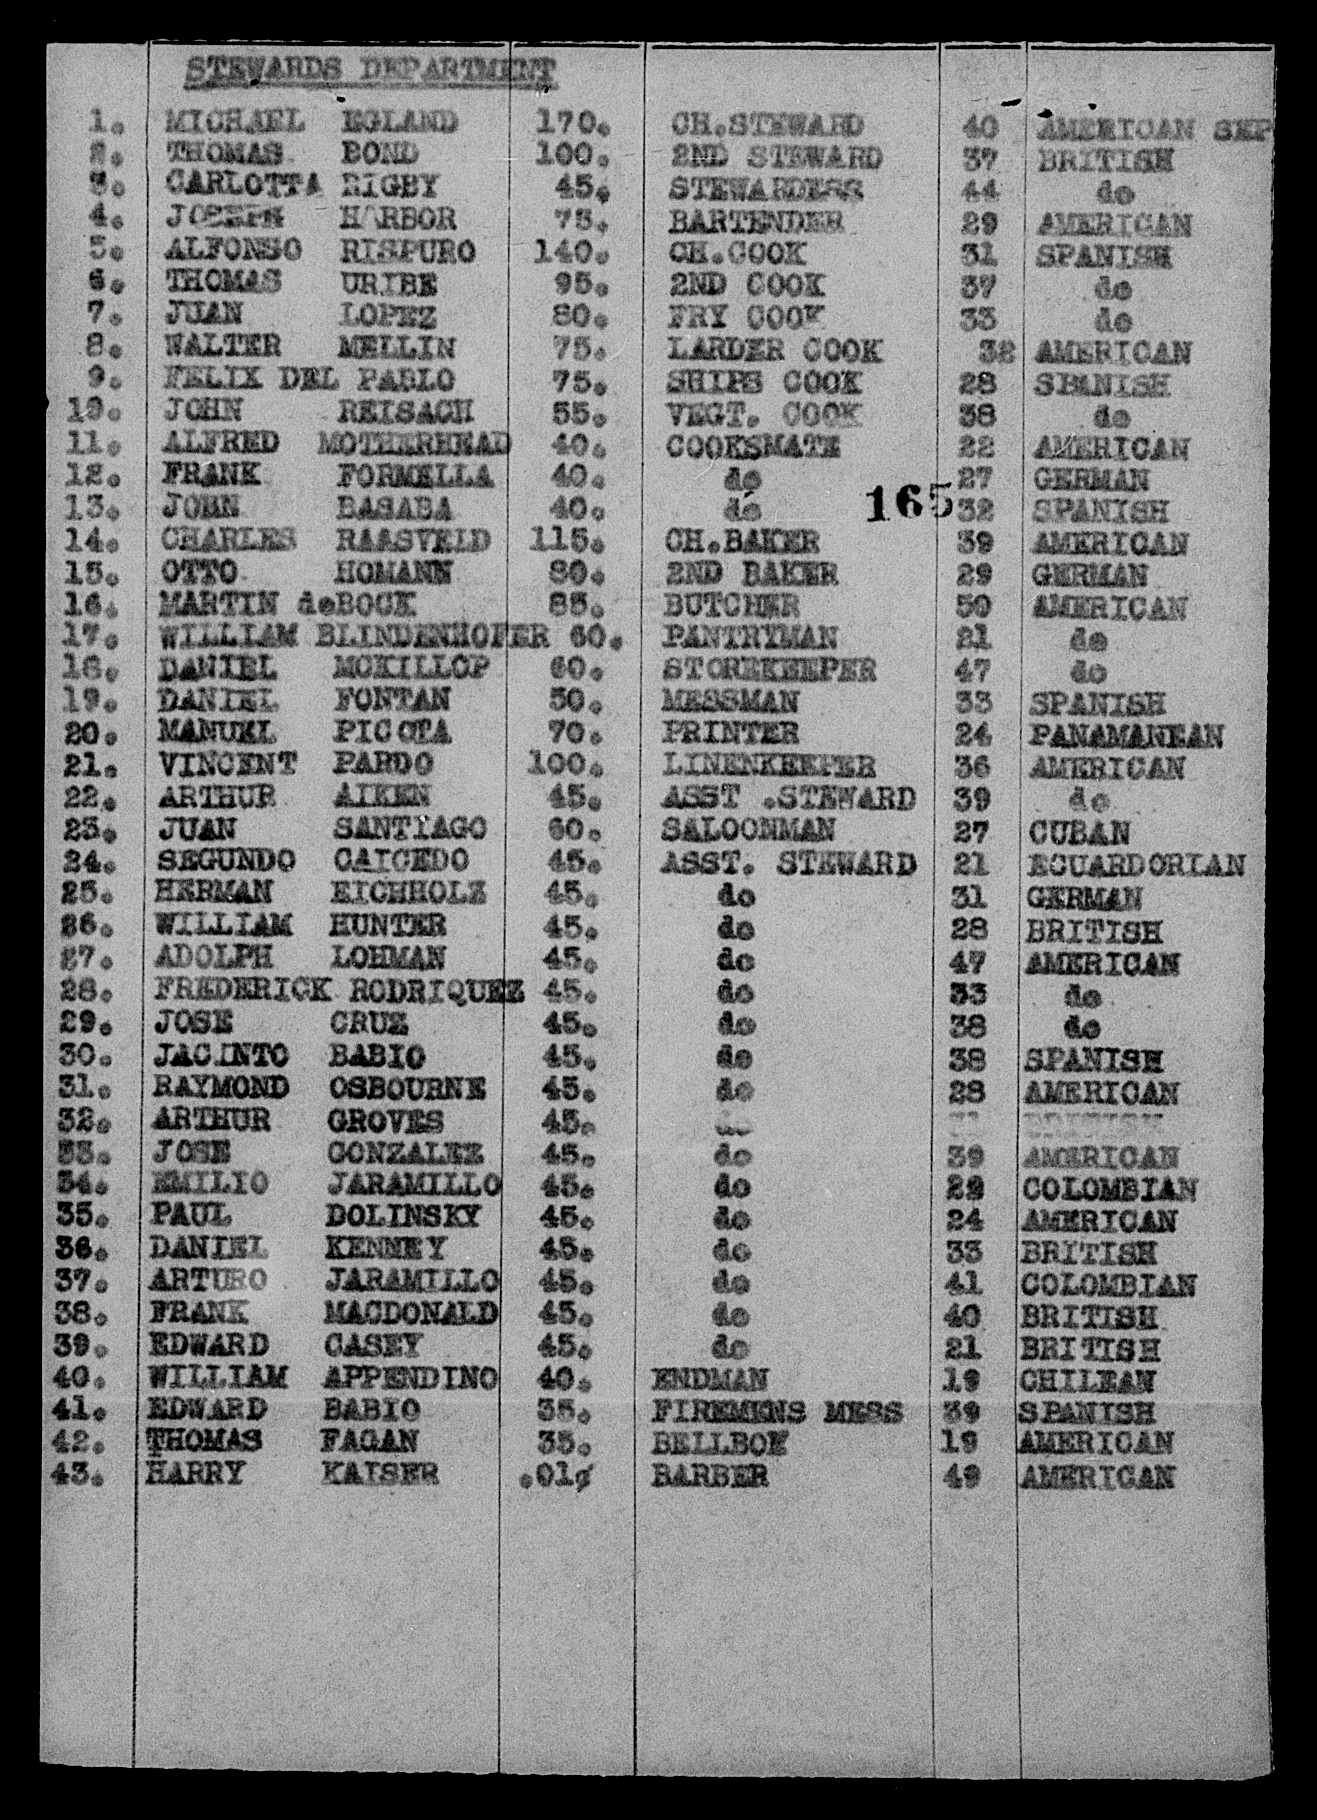 STEWARDS DEPARTMENT
1. MICHAEL EGLAND 170. CH.STEWARD 40 AMERICAN SEP
2. THOMAS BOND 100. 2ND STEWARD 37 BRITISH
3. CARLOTTA RIGBY 45. STEWARDESS 44 do
4. JOSEPH HARBOR 75. BARTENDER 29 AMERICAN
5. ALFONSO RISPURO 140. CH.COOK 31 SPANISH
6. THOMAS URIBE 95. 2ND COOK 37 do
7. JUAN LOPEZ 80. FRY COOK 33 do
8. WALTER MELLIN 75. LARDER COOK 32 AMERICAN
9. FELIX DEL PABLO 75. SHIPS COOK 28 SPANISH
10. JOHN REISACH 55. VEGT. COOK 38 do
11. ALFRED MOTHERHEAD 40. COOKSMATE 22 AMERICAN
12. FRANK FORMELLA 40. do 27 GERMAN
13. JOHN BASABA 40. do 165 32 SPANISH
14. CHARLES RAASVELD 115. CH.BAKER 39 AMERICAN
15. OTTO HOMANN 80. 2ND BAKER 29 GERMAN
16. MARTIN deBOCK 85. BUTCHER 50 AMERICAN
17. WILLIAM BLINDENHOFER 60. PANTRYMAN 21 do
18. DANIEL MCKILLOP 60. STOREKEEPER 47 do
19. DANIEL FONTAN 50. MESSMAN 33 SPANISH
20. MANUEL PICOTA 70. PRINTER 24 PANAMANEAN
21. VINCENT PARDO 100. LINENKEEPER 36 AMERICAN
22. ARTHUR AIKEN 45. ASST .STEWARD 39 do
23. JUAN SANTIAGO 60. SALOONMAN 27 CUBAN
24. SEGUNDO CAICEDO 45. ASST. STEWARD 21 ECUARDORIAN
25. HERMAN EICHHOLZ 45. do 31 GERMAN
26. WILLIAM HUNTER 45. do 28 BRITISH
27. ADOLPH LOHMAN 45. do 47 AMERICAN
28. FREDERICK RODRIQUEZ 45. do 33 do
29. JOSE CRUZ 45. do 38 do
30. JACINTO BABIO 45. do 38 SPANISH
31. RAYMOND OSBOURNE 45. do 28 AMERICAN
32. ARTHUR GROVES 45. do BRITISH
33. JOSE GONZALEZ 45. do 39 AMERICAN
34. EMILIO JARAMILLO 45. do 29 COLOMBIAN
35. PAUL DOLINSKY 45. do 24 AMERICAN
36. DANIEL KENNEY 45. do 33 BRITISH
37. ARTURO JARAMILLO 45. do 41 COLOMBIAN
38. FRANK MACDONALD 45. do 40 BRITISH
39. EDWARD CASEY 45. do 21 BRITISH
40. WILLIAM APPENDINO 40. ENDMAN 19 CHILEAN
41. EDWARD BABIO 35. FIREMENS MESS 39 SPANISH
42. THOMAS FAGAN 35. BELLBOY 19 AMERICAN
43. HARRY KAISER .01¢ BARBER 49 AMERICAN